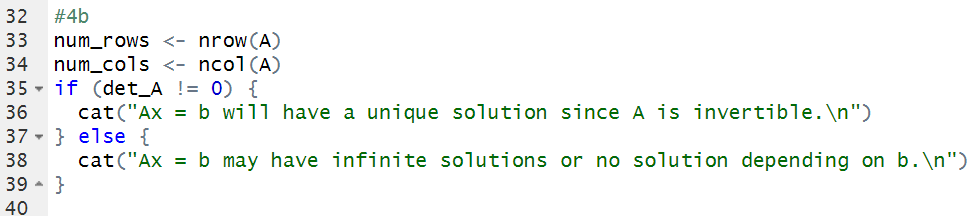 32 #4b
33 num_rows <- nrow(A)
34 num_cols <- ncol(A)
35 if (det_A != 0) {
36   cat("Ax = b will have a unique solution since A is invertible.\n")
37 } else {
38   cat("Ax = b may have infinite solutions or no solution depending on b.\n")
39 }
40